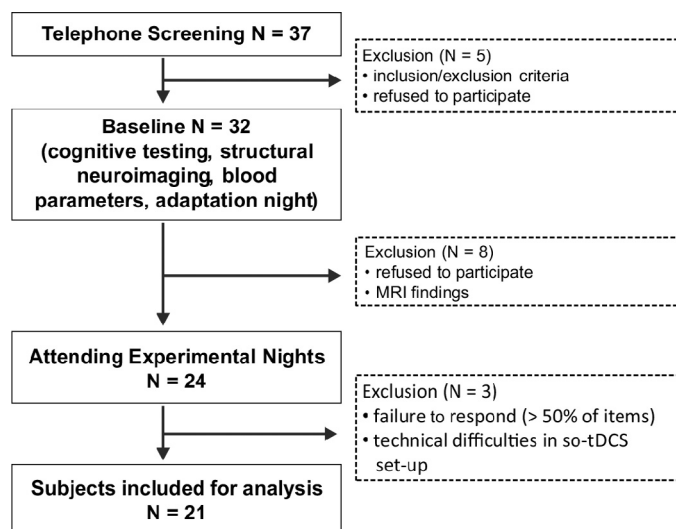 Telephone Screening N = 37
Exclusion (N = 5)
• inclusion/exclusion criteria
• refused to participate
Baseline N = 32
(cognitive testing, structural
neuroimaging, blood
parameters, adaptation night)
Exclusion (N = 8)
• refused to participate
• MRI findings
Attending Experimental Nights
N = 24
Exclusion (N = 3)
• failure to respond (> 50% of items)
• technical difficulties in so-tDCS
set-up
Subjects included for analysis
N = 21